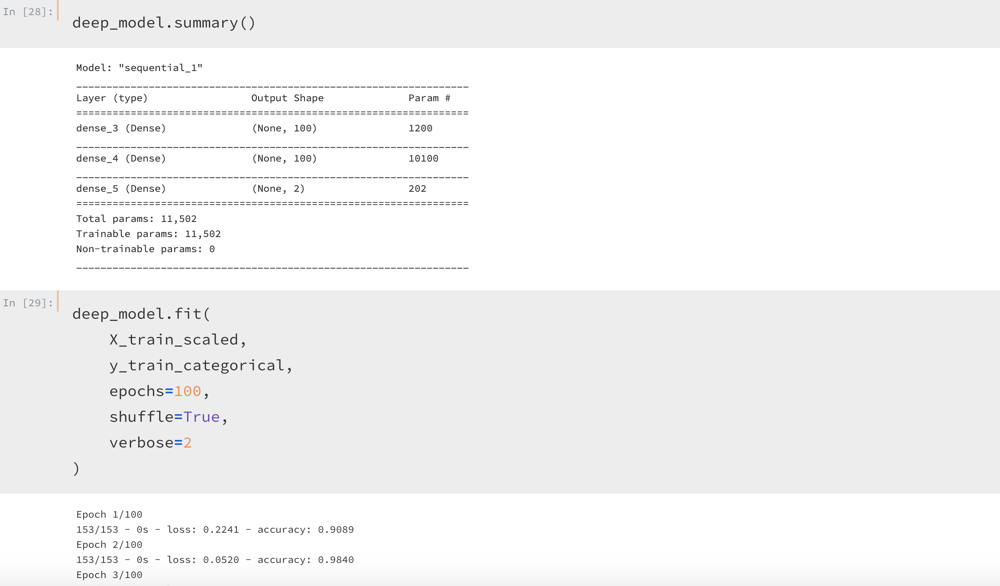 In [28]:
deep_model.summary()
Model: "sequential_1"
_________________________________________________________________
Layer (type)                 Output Shape              Param #
=================================================================
dense_3 (Dense)              (None, 100)               1200
_________________________________________________________________
dense_4 (Dense)              (None, 100)               10100
_________________________________________________________________
dense_5 (Dense)              (None, 2)                 202
=================================================================
Total params: 11,502
Trainable params: 11,502
Non-trainable params: 0
_________________________________________________________________
In [29]:
deep_model.fit(
    X_train_scaled,
    y_train_categorical,
    epochs=100,
    shuffle=True,
    verbose=2
)
Epoch 1/100
153/153 - 0s - loss: 0.2241 - accuracy: 0.9089
Epoch 2/100
153/153 - 0s - loss: 0.0520 - accuracy: 0.9840
Epoch 3/100